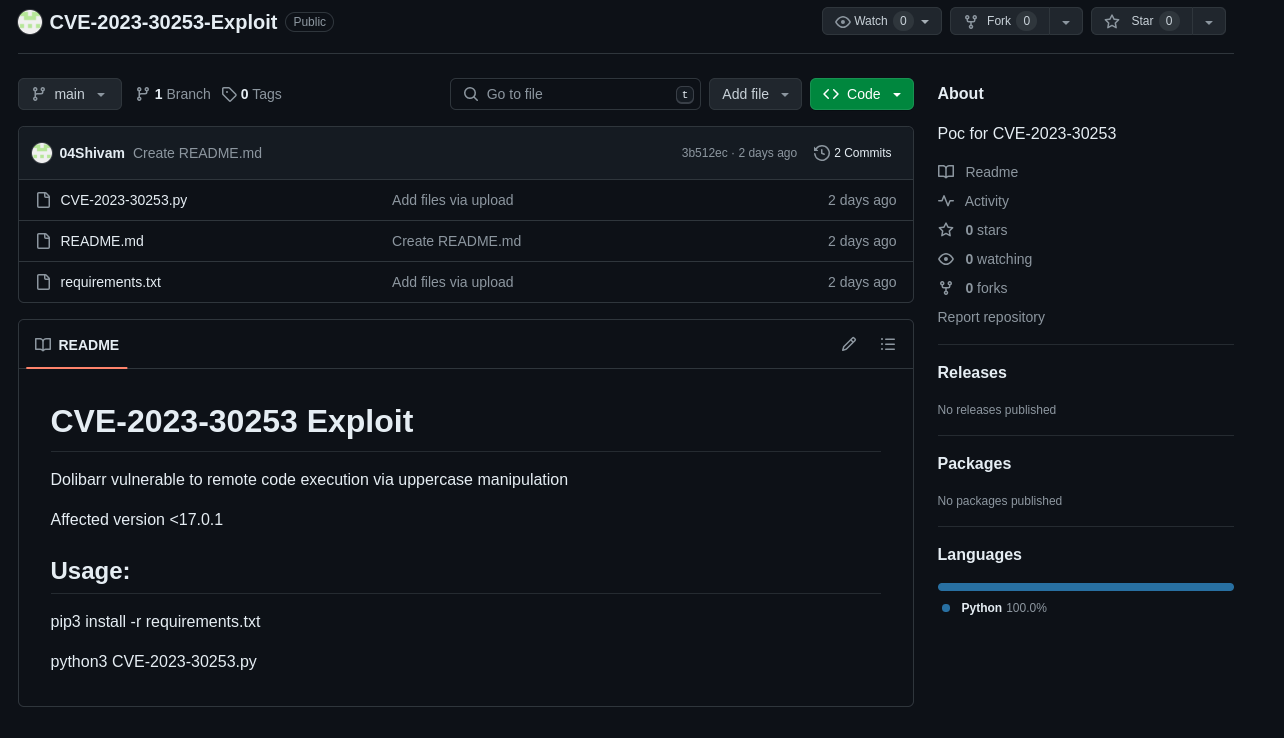 CVE-2023-30253-Exploit Public Watch 0 Fork 0 Star 0
main 1 Branch 0 Tags Go to file t Add file Code
04Shivam Create README.md 3b512ec · 2 days ago 2 Commits
CVE-2023-30253.py Add files via upload 2 days ago
README.md Create README.md 2 days ago
requirements.txt Add files via upload 2 days ago
README
CVE-2023-30253 Exploit
Dolibarr vulnerable to remote code execution via uppercase manipulation
Affected version <17.0.1
Usage:
pip3 install -r requirements.txt
python3 CVE-2023-30253.py
About
Poc for CVE-2023-30253
Readme
Activity
0 stars
0 watching
0 forks
Report repository
Releases
No releases published
Packages
No packages published
Languages
Python 100.0%